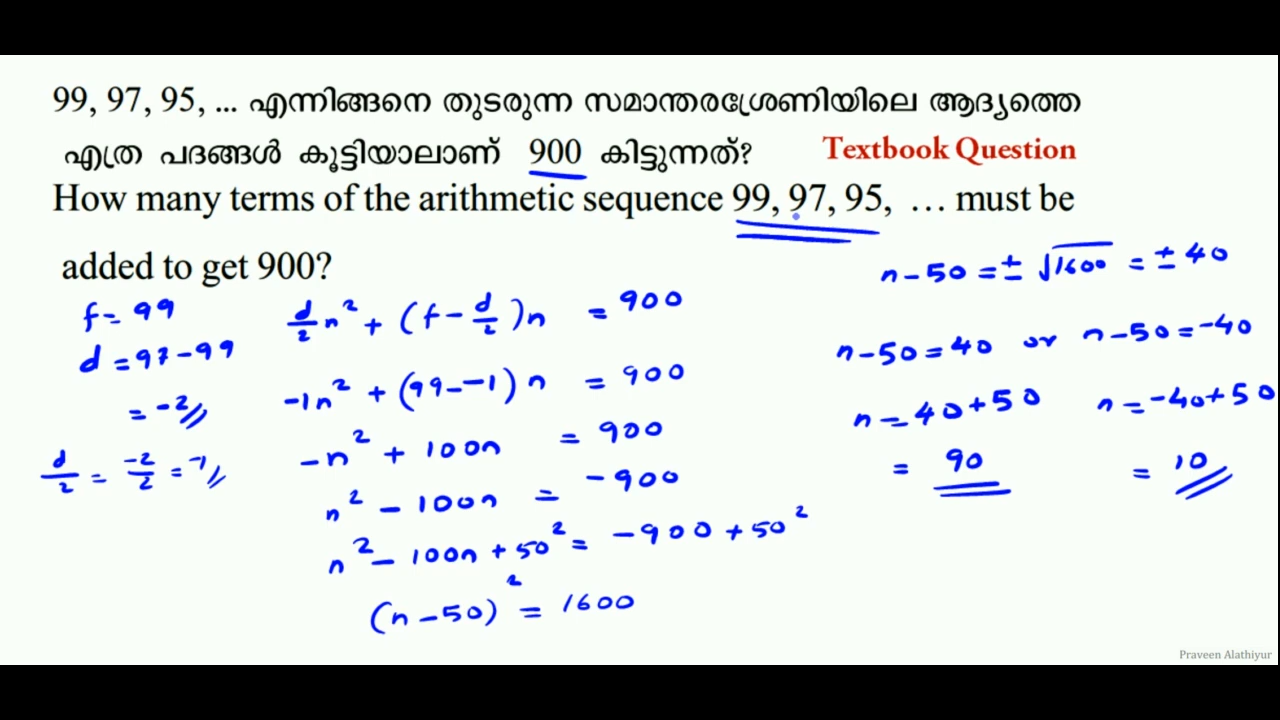 99, 97, 95, ... എന്നിങ്ങനെ തുടരുന്ന സമാന്തരശ്രേണിയിലെ ആദ്യത്തെ
എത്ര പദങ്ങൾ കൂട്ടിയാലാണ് 900 കിട്ടുന്നത്? Textbook Question
How many terms of the arithmetic sequence 99, 97, 95, … must be
added to get 900?
f = 99
d = 97-99
= -2
d/2 = -2/2 = -1
d/2 n² + (f - d/2)n = 900
-1n² + (99--1)n = 900
-n² + 100n = 900
n² - 100n = -900
n² - 100n + 50² = -900 + 50²
(n-50)² = 1600
n-50 = ± √1600 = ± 40
n-50 = 40 or n-50 = -40
n = 40+50 n = -40+50
= 90 = 10
Praveen Alathiyur